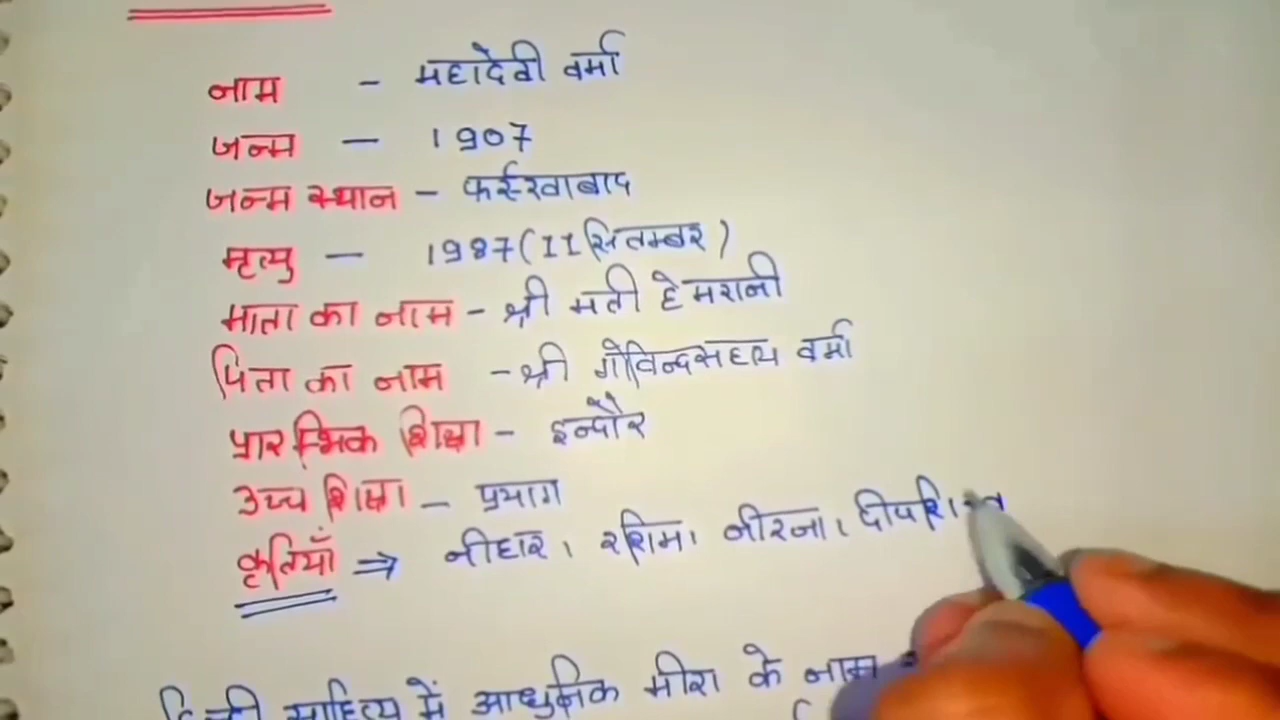 नाम - महादेवी वर्मा
जन्म - 1907
जन्म स्थान - फर्रुखाबाद
मृत्यु - 1987 (11 सितम्बर)
माता का नाम - श्री मती हेमरानी
पिता का नाम - श्री गोविन्दसहाय वर्मा
प्रारम्भिक शिक्षा - इन्दौर
उच्च शिक्षा - प्रयाग
कृतियाँ ⇒ नीहार, रश्मि, नीरजा,
हिन्दी साहित्य में आधुनिक मीरा के नाम